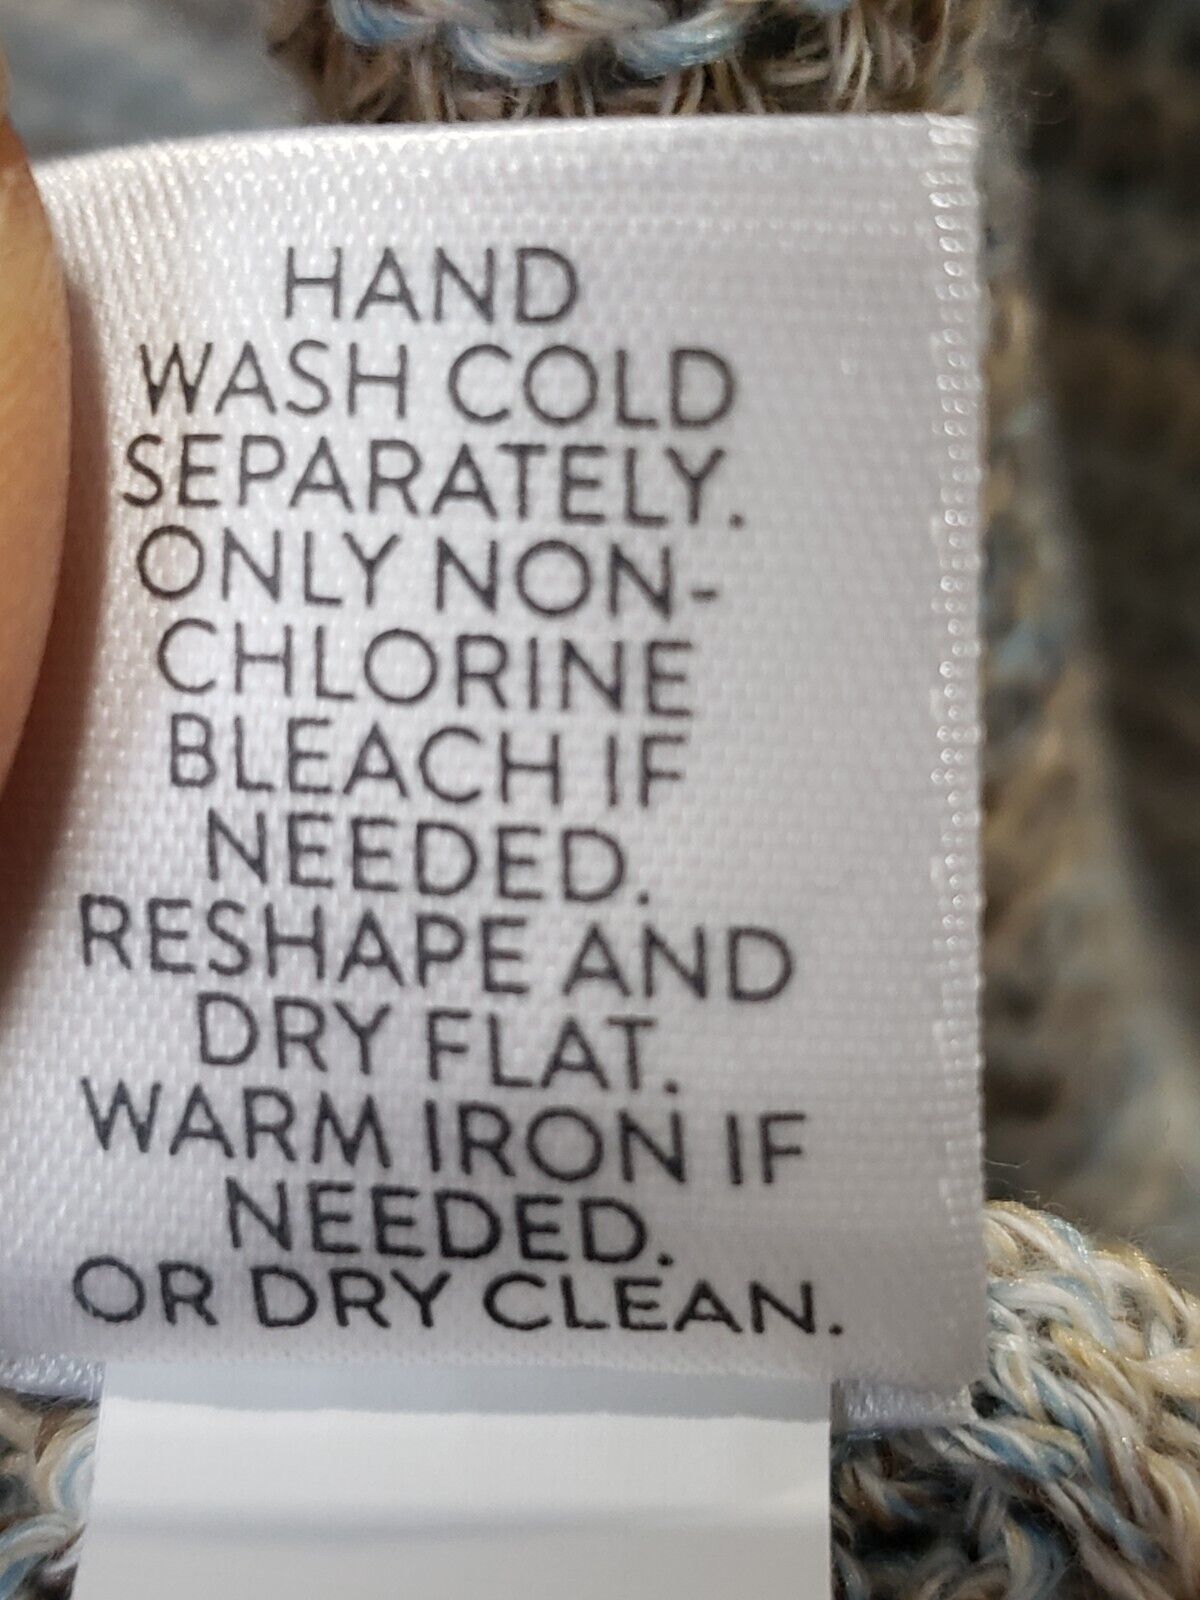 HAND
WASH COLD
SEPARATELY.
ONLY NON-
CHLORINE
BLEACH IF
NEEDED.
RESHAPE AND
DRY FLAT.
WARM IRON IF
NEEDED.
OR DRY CLEAN.